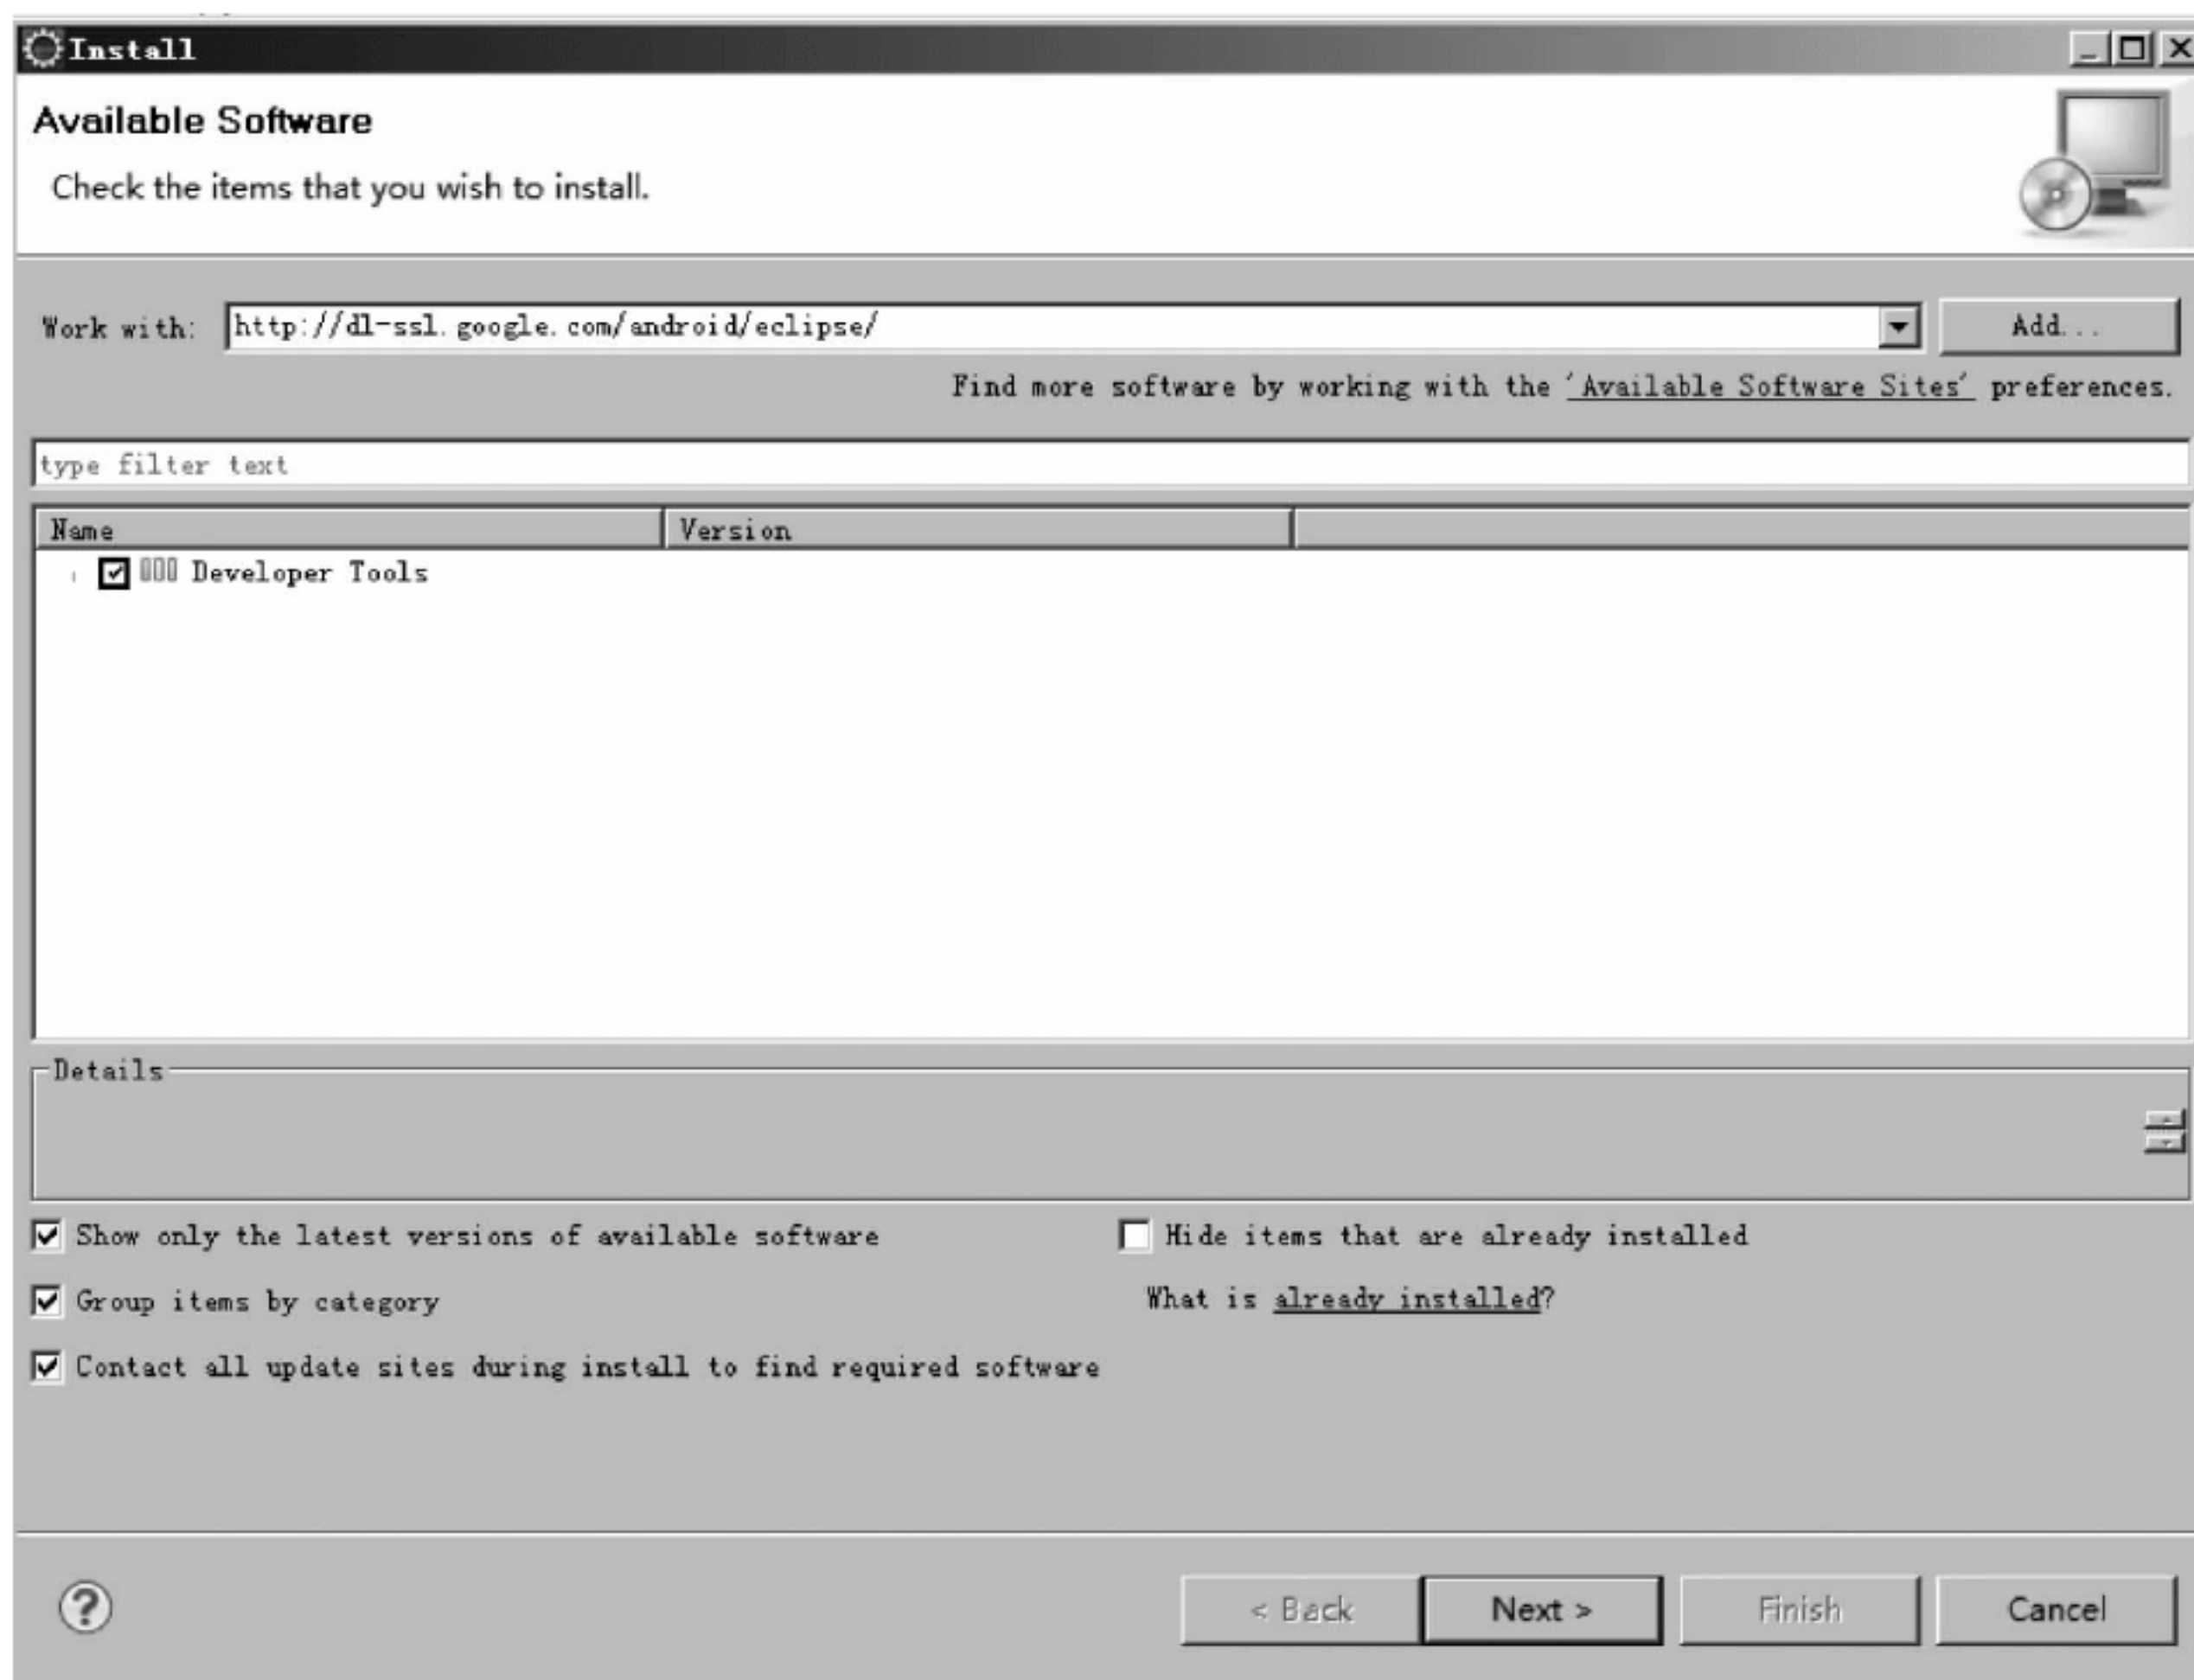 Install
Available Software
Check the items that you wish to install.
Work with: http://dl-ssl.google.com/android/eclipse/ Add...
Find more software by working with the 'Available Software Sites' preferences.
type filter text
Name Version
Developer Tools
Details
Show only the latest versions of available software Hide items that are already installed
Group items by category What is already installed?
Contact all update sites during install to find required software
? < Back Next > Finish Cancel